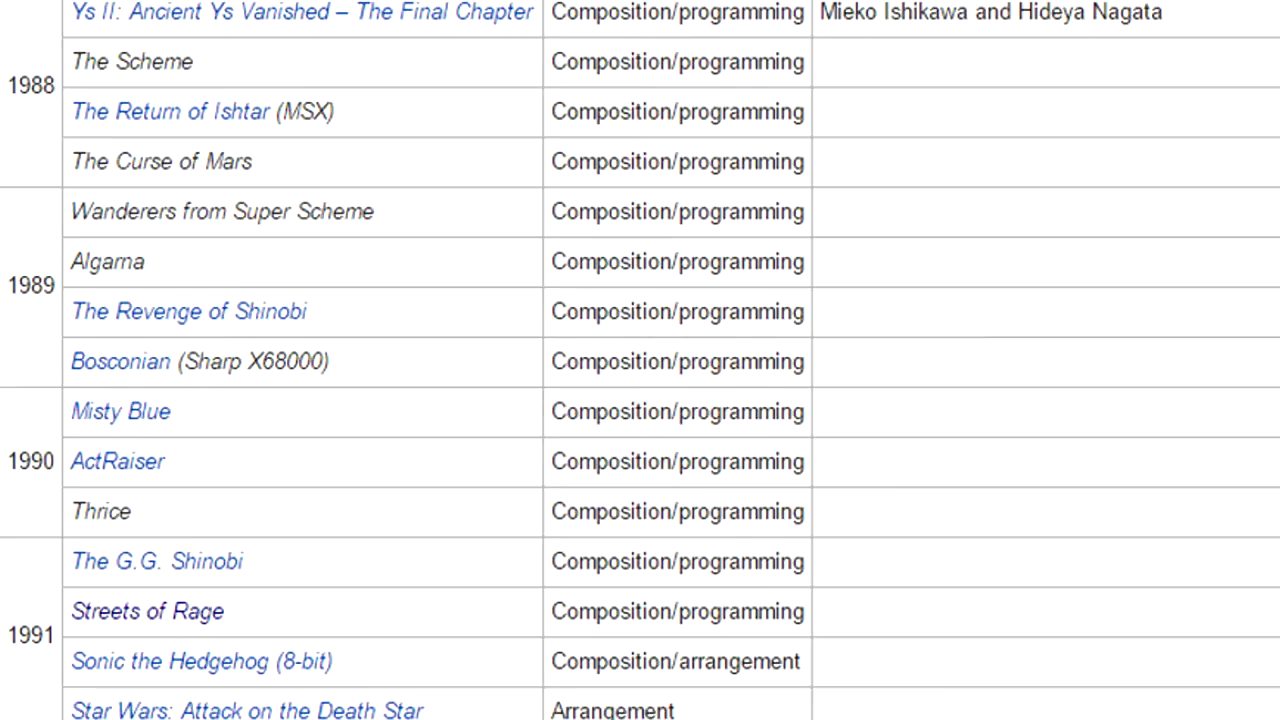 Ys II: Ancient Ys Vanished – The Final Chapter Composition/programming Mieko Ishikawa and Hideya Nagata
The Scheme Composition/programming
1988
The Return of Ishtar (MSX) Composition/programming
The Curse of Mars Composition/programming
Wanderers from Super Scheme Composition/programming
Algarna Composition/programming
1989
The Revenge of Shinobi Composition/programming
Bosconian (Sharp X68000) Composition/programming
Misty Blue Composition/programming
1990 ActRaiser Composition/programming
Thrice Composition/programming
The G.G. Shinobi Composition/programming
Streets of Rage Composition/programming
1991
Sonic the Hedgehog (8-bit) Composition/arrangement
Star Wars: Attack on the Death Star Arrangement